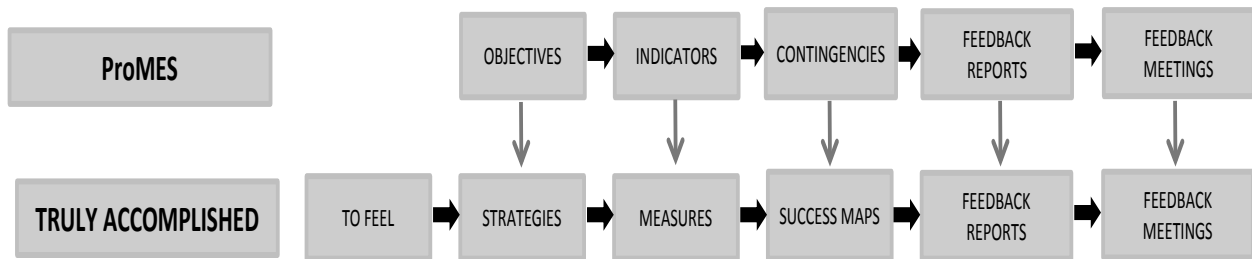 ProMES
OBJECTIVES
INDICATORS
CONTINGENCIES
FEEDBACK
REPORTS
FEEDBACK
MEETINGS
TRULY ACCOMPLISHED
TO FEEL
STRATEGIES
MEASURES
SUCCESS MAPS
FEEDBACK
REPORTS
FEEDBACK
MEETINGS